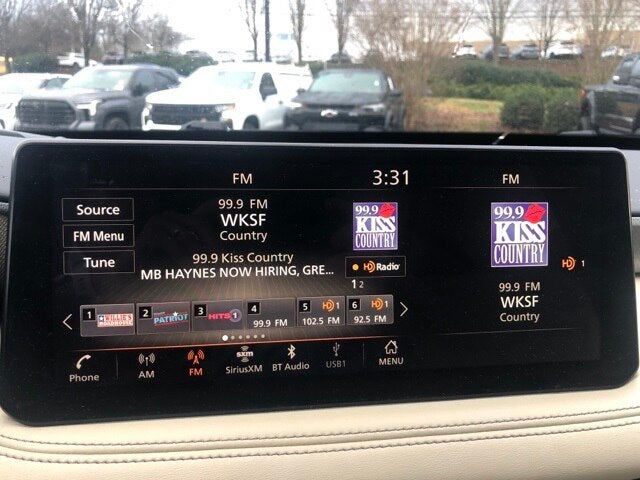 FM
3:31
FM
Source
FM Menu
Tune
99.9 FM
WKSF
Country
99.9 Kiss Country
MB HAYNES NOW HIRING, GRE...
99.9
KISS
COUNTRY
HD Radio
1 2
99.9
KISS
COUNTRY
HD 1
99.9 FM
WKSF
Country
1 WILLIE'S ROADHOUSE
2 PATRIOT
3 HITS 1
4 99.9 FM
5 HD 1 102.5 FM
6 HD 1 92.5 FM
Phone
AM
FM
sxm
SiriusXM
BT Audio
USB1
MENU